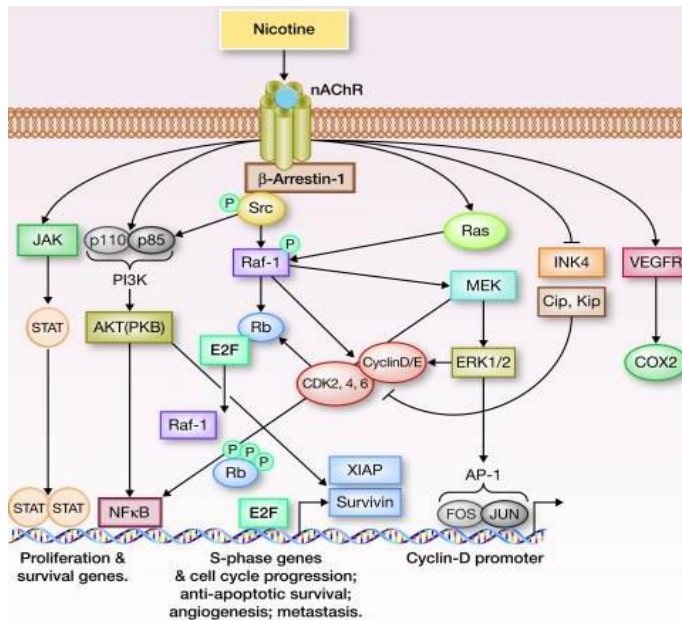 Nicotine
nAChR
β-Arrestin-1
P
Src
JAK
p110
p85
PI3K
Ras
P
Raf-1
INK4
VEGFR
MEK
Cip, Kip
STAT
AKT(PKB)
Rb
E2F
CyclinD/E
ERK1/2
COX2
CDK2, 4, 6
Raf-1
P P P
Rb
XIAP
AP-1
STAT STAT
NFκB
E2F
Survivin
FOS JUN
Proliferation &
survival genes.
S-phase genes
& cell cycle progression;
anti-apoptotic survival;
angiogenesis; metastasis.
Cyclin-D promoter